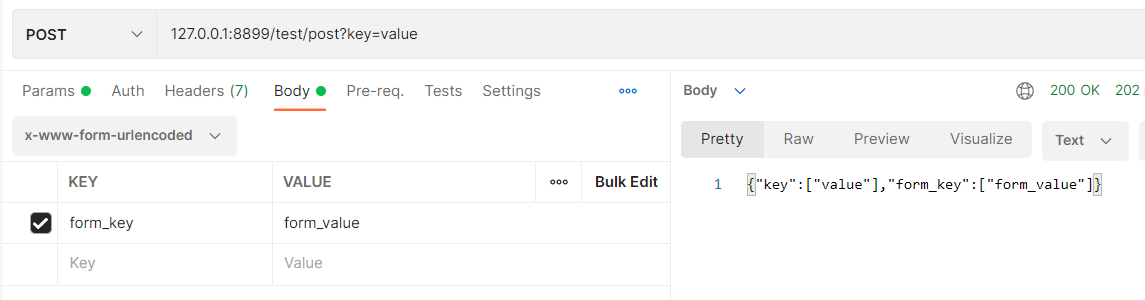 POST 127.0.0.1:8899/test/post?key=value
Params Auth Headers (7) Body Pre-req. Tests Settings
Body 200 OK 202
x-www-form-urlencoded
Pretty Raw Preview Visualize Text
KEY VALUE Bulk Edit
1 {"key":["value"],"form_key":["form_value"]}
form_key form_value
Key Value